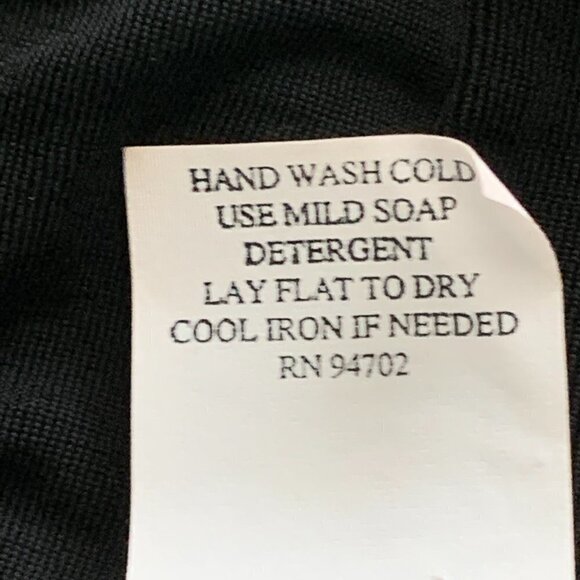 HAND WASH COLD
USE MILD SOAP
DETERGENT
LAY FLAT TO DRY
COOL IRON IF NEEDED
RN 94702